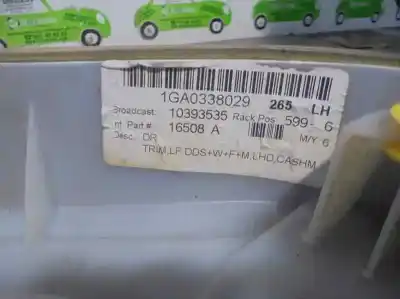 1GA0338029 265 LH
Broadcast: 10393535 Rack Pos 599- 6
Int Part # 16508 A M/Y 6
Desc. DR
TRIM,LF DDS+W+F+M,LHD,CASHM